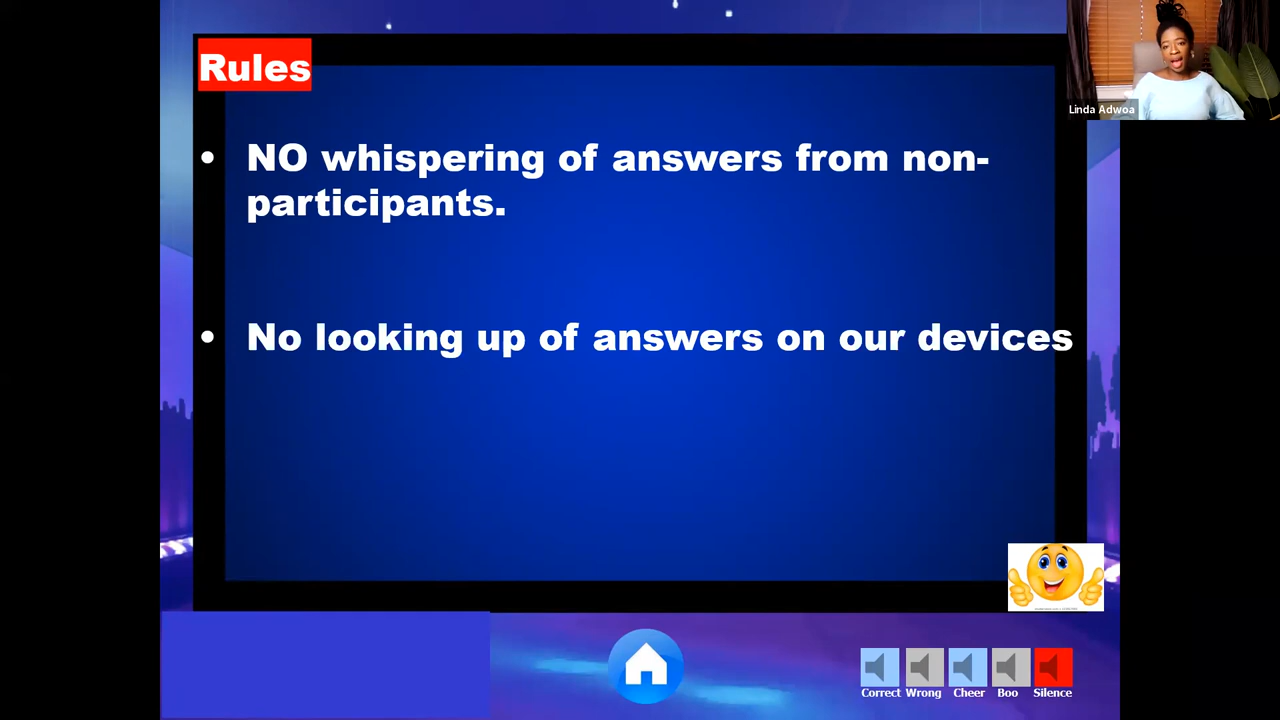 Rules
Linda Adwoa
• NO whispering of answers from non-
participants.
• No looking up of answers on our devices
Correct Wrong Cheer Boo Silence